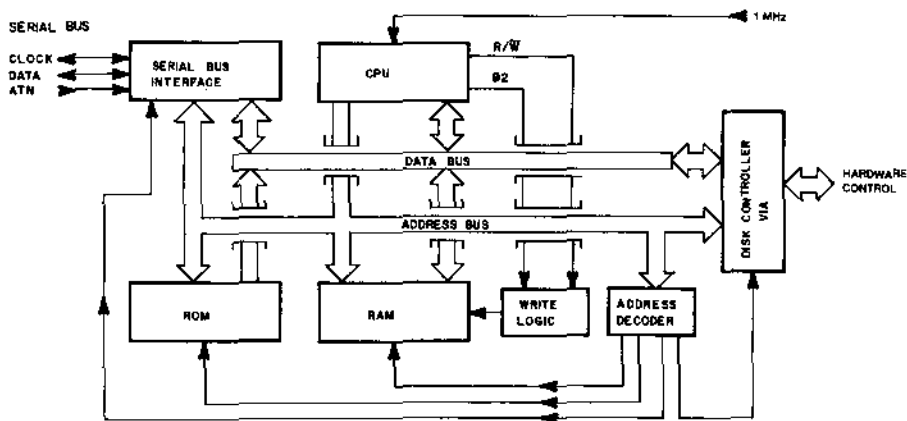 SERIAL BUS
CLOCK
DATA
ATN
SERIAL BUS
INTERFACE
CPU
R/W̅
02
1 MHz
DATA BUS
ADDRESS BUS
DISK CONTROLLER
VIA
HARDWARE
CONTROL
ROM
RAM
WRITE
LOGIC
ADDRESS
DECODER